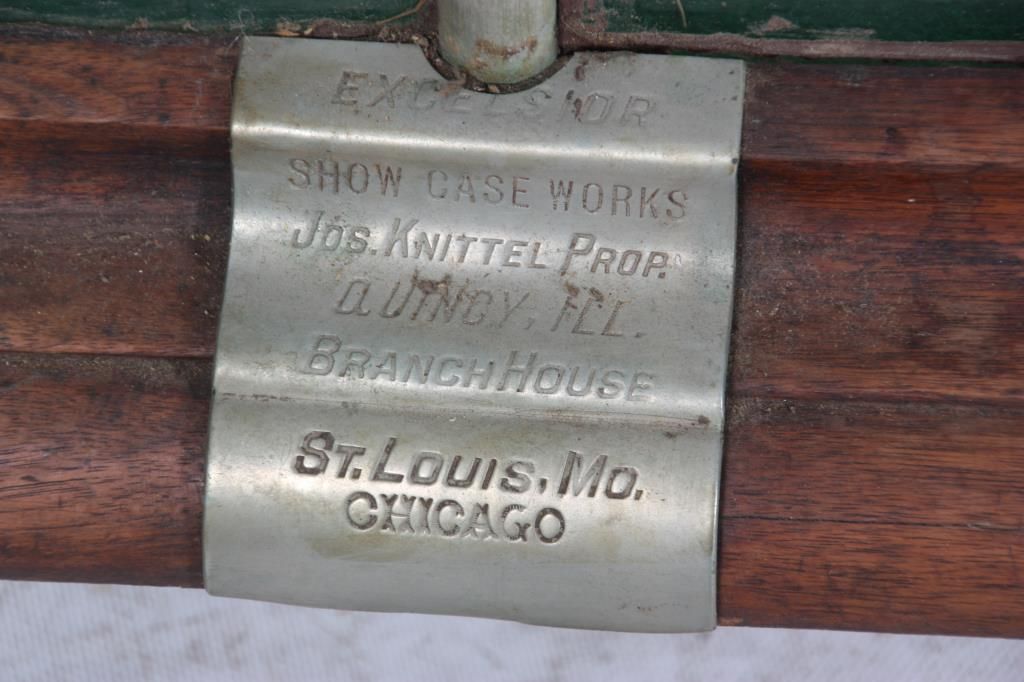 EXCELSIOR
SHOW CASE WORKS
JOS. KNITTEL PROP.
QUINCY, ILL.
BRANCH HOUSE
ST. LOUIS, MO.
CHICAGO